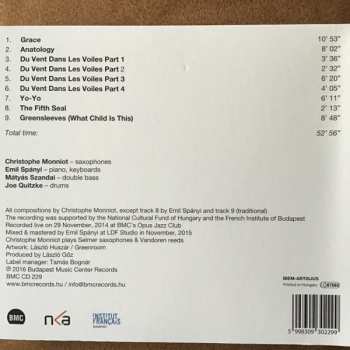 1. Grace 10' 53"
2. Anatology 8' 02"
3. Du Vent Dans Les Voiles Part 1 3' 36"
4. Du Vent Dans Les Voiles Part 2 2' 32"
5. Du Vent Dans Les Voiles Part 3 6' 20"
6. Du Vent Dans Les Voiles Part 4 4' 05"
7. Yo-Yo 6' 11"
8. The Fifth Seal 2' 13"
9. Greensleeves (What Child Is This) 8' 48"
Total time: 52' 56"
Christophe Monniot – saxophones
Emil Spányi – piano, keyboards
Mátyás Szandai – double bass
Joe Quitzke – drums
All compositions by Christophe Monniot, except track 8 by Emil Spányi and track 9 (traditional)
The recording was supported by the National Cultural Fund of Hungary and the French Institute of Budapest
Recorded live on 29 November, 2014 at BMC's Opus Jazz Club
Mixed & mastered by Emil Spányi at LDF Studio in November, 2015
Christophe Monniot plays Selmer saxophones & Vandoren reeds
Artwork: László Huszár / Greenroom
Produced by László Gőz
Label manager: Tamás Bognár
℗ © 2016 Budapest Music Center Records
BMC CD 229
www.bmcrecords.hu / info@bmcrecords.hu
BIEM-ARTISJUS
Printed in Hungary
BMC
nka
INSTITUT
FRANÇAIS
5 998309 302299